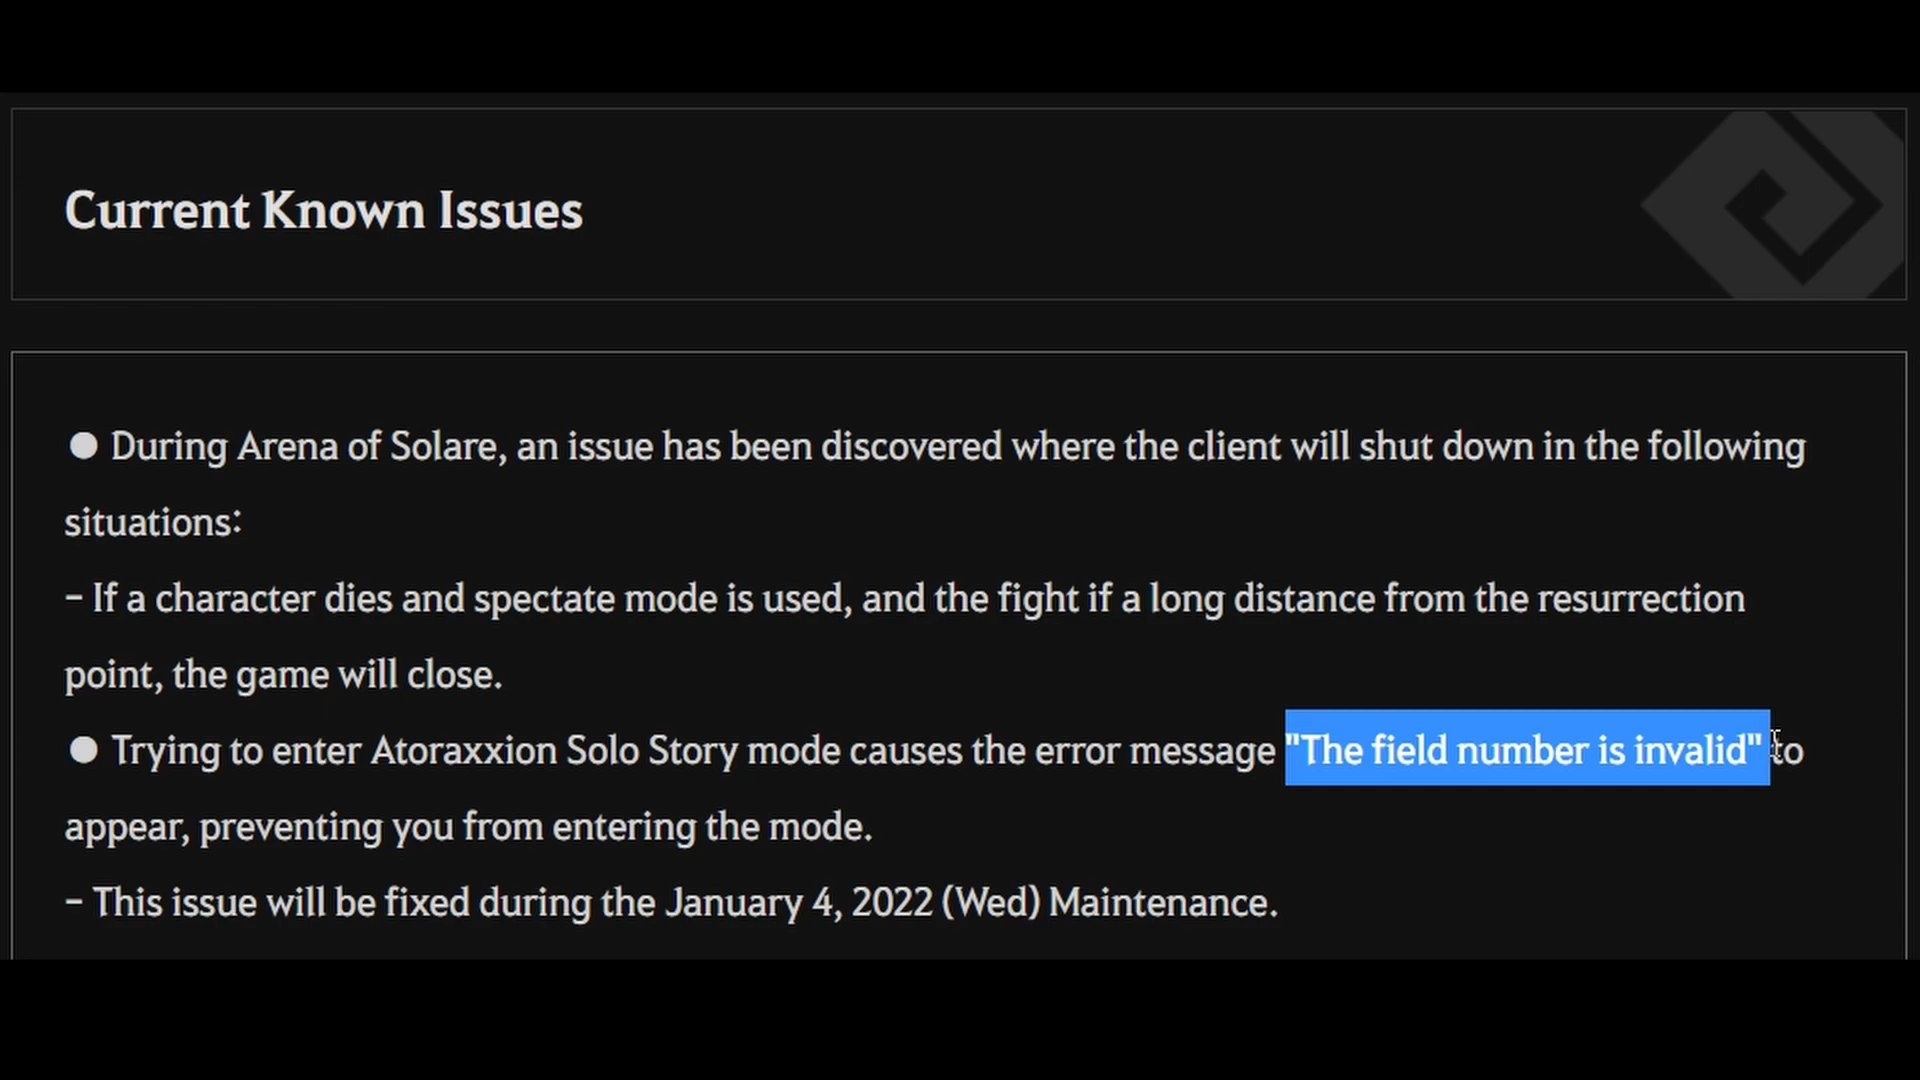 Current Known Issues
● During Arena of Solare, an issue has been discovered where the client will shut down in the following
situations:
- If a character dies and spectate mode is used, and the fight if a long distance from the resurrection
point, the game will close.
● Trying to enter Atoraxxion Solo Story mode causes the error message "The field number is invalid" to
appear, preventing you from entering the mode.
- This issue will be fixed during the January 4, 2022 (Wed) Maintenance.